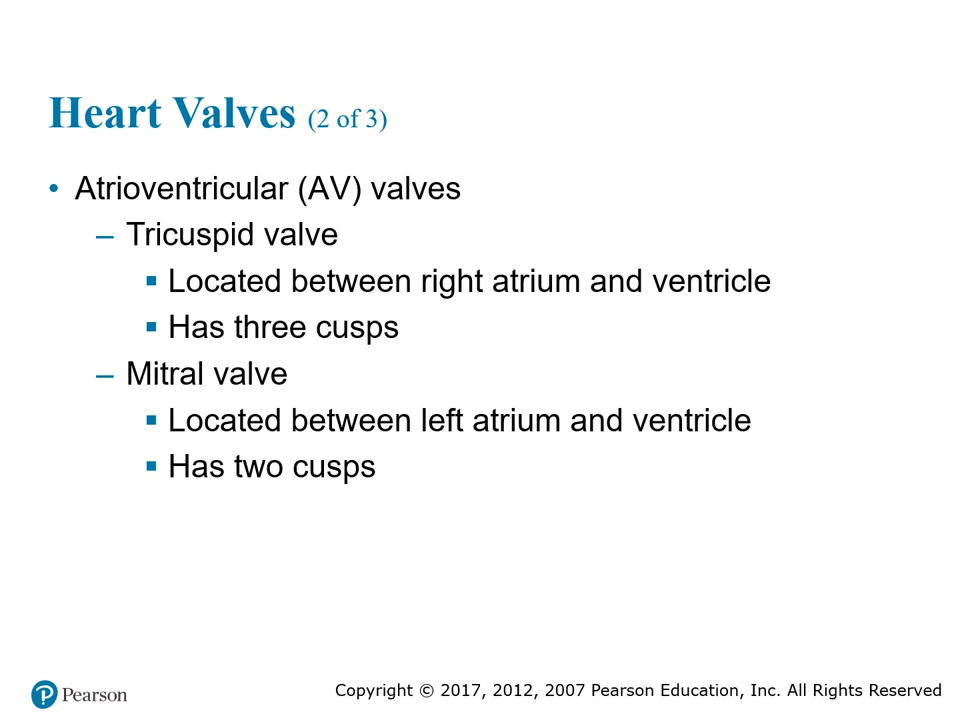 Heart Valves (2 of 3)
• Atrioventricular (AV) valves
– Tricuspid valve
▪ Located between right atrium and ventricle
▪ Has three cusps
– Mitral valve
▪ Located between left atrium and ventricle
▪ Has two cusps
P Pearson
Copyright © 2017, 2012, 2007 Pearson Education, Inc. All Rights Reserved